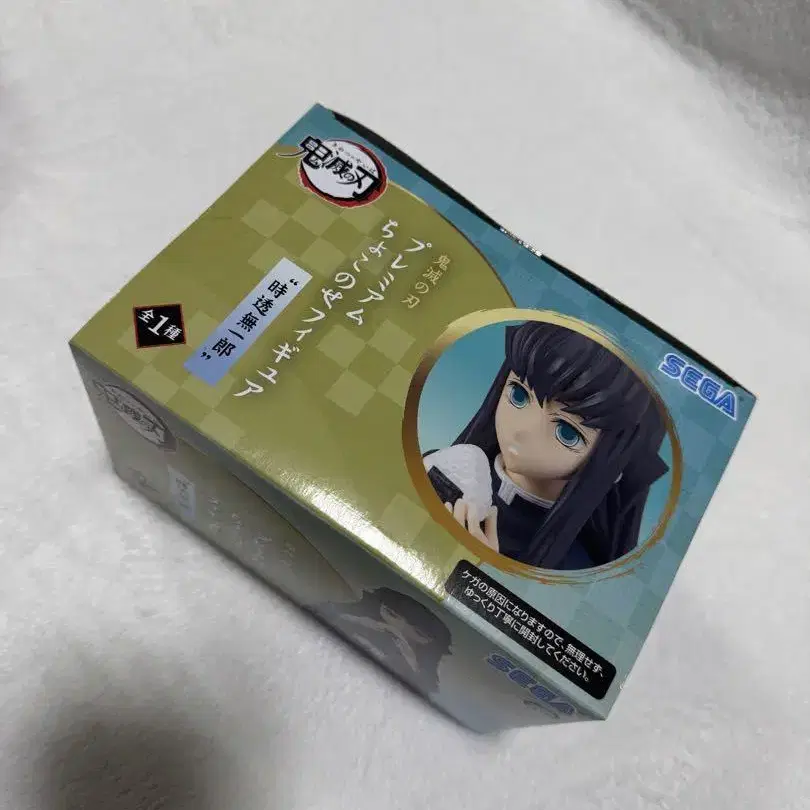 鬼滅の刃
鬼滅の刃
プレミアム
ちょこのせフィギュア
“時透無一郎”
全1種
SEGA
ケガの原因になりますので、無理せず、
ゆっくり丁寧に開封してください。
SEGA